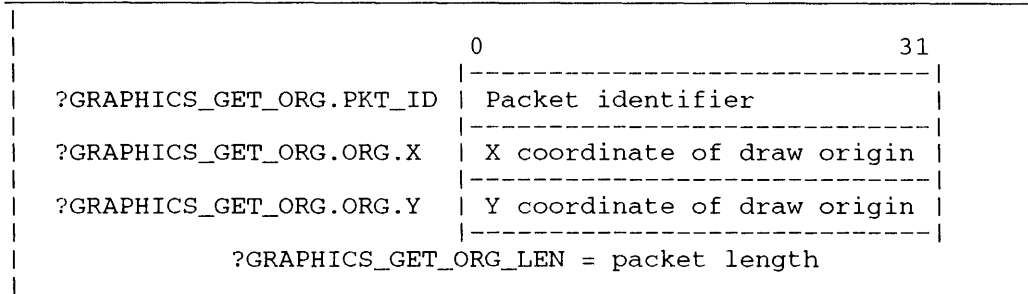 0 31
?GRAPHICS_GET_ORG.PKT_ID | Packet identifier |
?GRAPHICS_GET_ORG.ORG.X | X coordinate of draw origin |
?GRAPHICS_GET_ORG.ORG.Y | Y coordinate of draw origin |
?GRAPHICS_GET_ORG_LEN = packet length